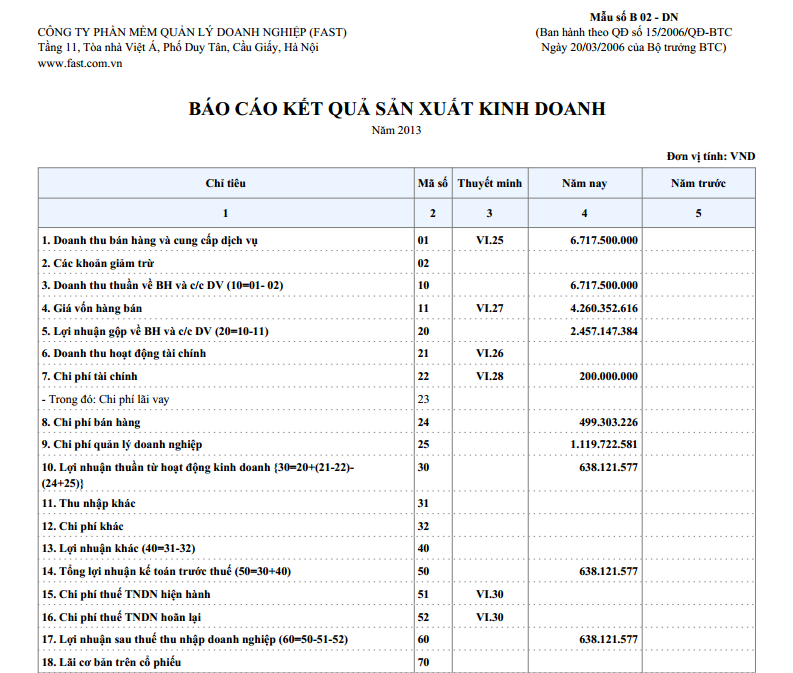 CÔNG TY PHẦN MỀM QUẢN LÝ DOANH NGHIỆP (FAST)
Tầng 11, Tòa nhà Việt Á, Phố Duy Tân, Cầu Giấy, Hà Nội
www.fast.com.vn
Mẫu số B 02 - DN
(Ban hành theo QĐ số 15/2006/QĐ-BTC
Ngày 20/03/2006 của Bộ trưởng BTC)
BÁO CÁO KẾT QUẢ SẢN XUẤT KINH DOANH
Năm 2013
Đơn vị tính: VND
Chỉ tiêu Mã số Thuyết minh Năm nay Năm trước
1 2 3 4 5
1. Doanh thu bán hàng và cung cấp dịch vụ 01 VI.25 6.717.500.000
2. Các khoản giảm trừ 02
3. Doanh thu thuần về BH và c/c DV (10=01- 02) 10 6.717.500.000
4. Giá vốn hàng bán 11 VI.27 4.260.352.616
5. Lợi nhuận gộp về BH và c/c DV (20=10-11) 20 2.457.147.384
6. Doanh thu hoạt động tài chính 21 VI.26
7. Chi phí tài chính 22 VI.28 200.000.000
- Trong đó: Chi phí lãi vay 23
8. Chi phí bán hàng 24 499.303.226
9. Chi phí quản lý doanh nghiệp 25 1.119.722.581
10. Lợi nhuận thuần từ hoạt động kinh doanh {30=20+(21-22)- 30 638.121.577
(24+25)}
11. Thu nhập khác 31
12. Chi phí khác 32
13. Lợi nhuận khác (40=31-32) 40
14. Tổng lợi nhuận kế toán trước thuế (50=30+40) 50 638.121.577
15. Chi phí thuế TNDN hiện hành 51 VI.30
16. Chi phí thuế TNDN hoãn lại 52 VI.30
17. Lợi nhuận sau thuế thu nhập doanh nghiệp (60=50-51-52) 60 638.121.577
18. Lãi cơ bản trên cổ phiếu 70